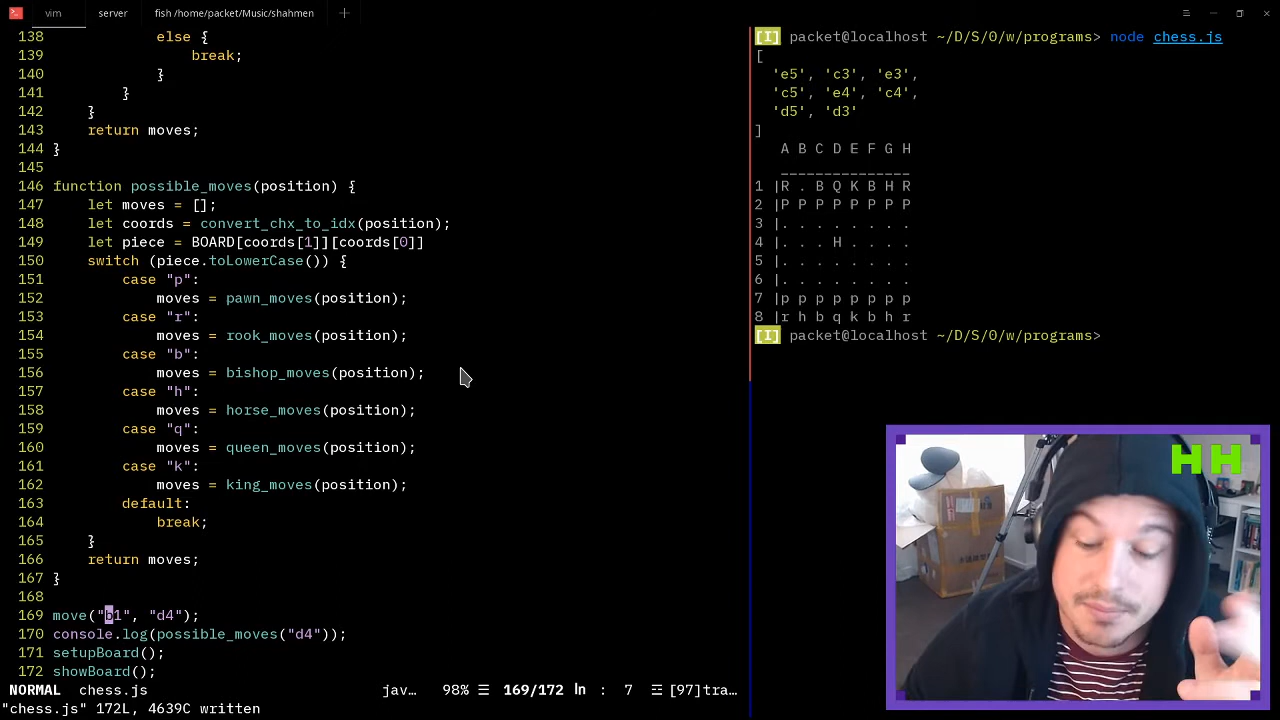 vim server fish /home/packet/Music/shahmen
138 else {
139 break;
140 }
141 }
142 }
143 return moves;
144 }
145
146 function possible_moves(position) {
147 let moves = [];
148 let coords = convert_chx_to_idx(position);
149 let piece = BOARD[coords[1]][coords[0]]
150 switch (piece.toLowerCase()) {
151 case "p":
152 moves = pawn_moves(position);
153 case "r":
154 moves = rook_moves(position);
155 case "b":
156 moves = bishop_moves(position);
157 case "h":
158 moves = horse_moves(position);
159 case "q":
160 moves = queen_moves(position);
161 case "k":
162 moves = king_moves(position);
163 default:
164 break;
165 }
166 return moves;
167 }
168
169 move("b1", "d4");
170 console.log(possible_moves("d4"));
171 setupBoard();
172 showBoard();
NORMAL chess.js jav… 98% ☰ 169/172 ln : 7 ☲ [97]tra…
"chess.js" 172L, 4639C written
[I] packet@localhost ~/D/S/0/w/programs> node chess.js
[
'e5', 'c3', 'e3',
'c5', 'e4', 'c4',
'd5', 'd3'
]
A B C D E F G H
_______________
1 |R . B Q K B H R
2 |P P P P P P P P
3 |. . . . . . . .
4 |. . . H . . . .
5 |. . . . . . . .
6 |. . . . . . . .
7 |p p p p p p p p
8 |r h b q k b h r
[I] packet@localhost ~/D/S/0/w/programs>
HH